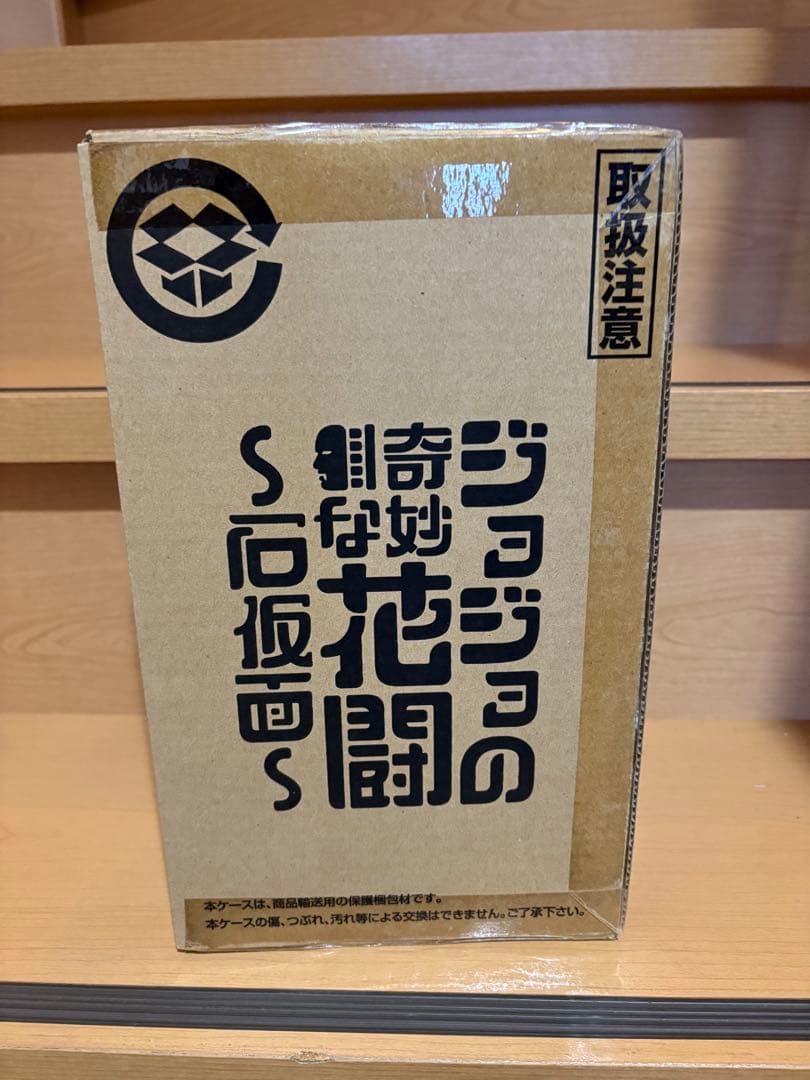 取扱注意
ジョジョの
奇妙な花闘
～石仮面～
本ケースは、商品輸送用の保護梱包材です。
本ケースの傷、つぶれ、汚れ等による交換はできません。ご了承下さい。